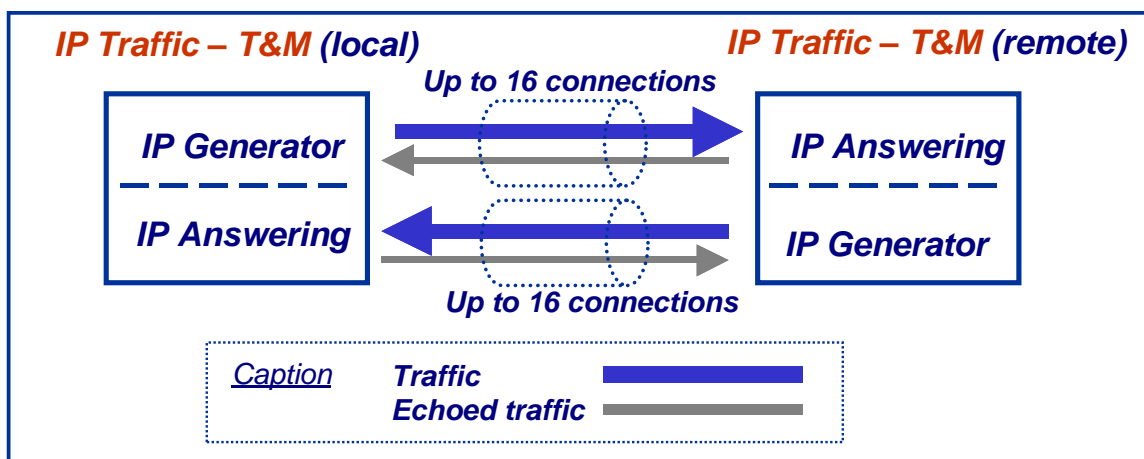 IP Traffic – T&M (local)
IP Traffic – T&M (remote)
Up to 16 connections
IP Generator
IP Answering
IP Answering
IP Generator
Up to 16 connections
Caption
Traffic
Echoed traffic